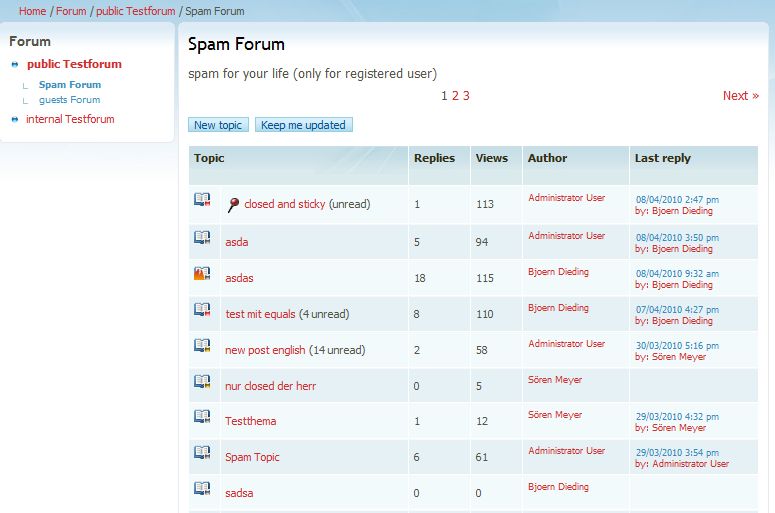 Home / Forum / public Testforum / Spam Forum
Forum
public Testforum
Spam Forum
guests Forum
internal Testforum
Spam Forum
spam for your life (only for registered user)
1 2 3 Next »
New topic Keep me updated
Topic Replies Views Author Last reply
closed and sticky (unread) 1 113 Administrator User 08/04/2010 2:47 pm
by: Bjoern Dieding
asda 5 94 Administrator User 08/04/2010 3:50 pm
by: Bjoern Dieding
asdas 18 115 Bjoern Dieding 08/04/2010 9:32 am
by: Bjoern Dieding
test mit equals (4 unread) 8 110 Bjoern Dieding 07/04/2010 4:27 pm
by: Bjoern Dieding
new post english (14 unread) 2 58 Administrator User 30/03/2010 5:16 pm
by: Sören Meyer
nur closed der herr 0 5 Sören Meyer
Testthema 1 12 Sören Meyer 29/03/2010 4:32 pm
by: Sören Meyer
Spam Topic 6 61 Administrator User 29/03/2010 3:54 pm
by: Administrator User
sadsa 0 0 Bjoern Dieding